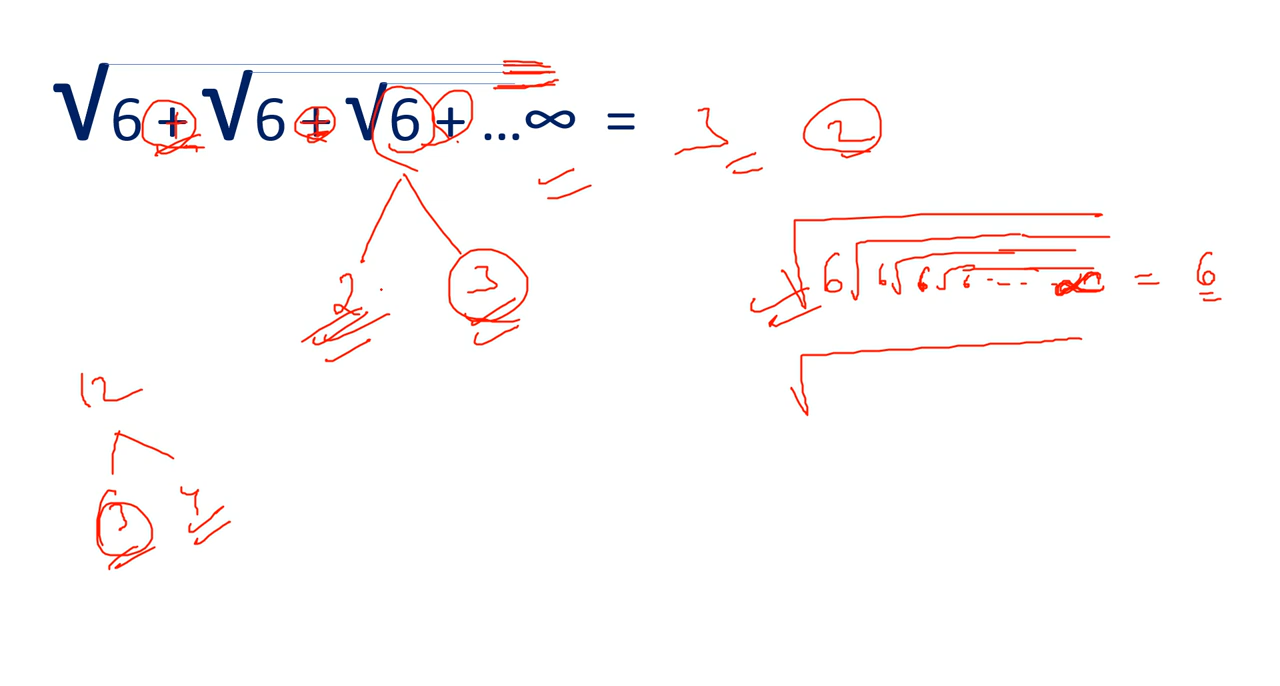 √6 + √6 + √6 + ...∞ = 3 2
2 3
√6√6√6√6 ... ∞ = 6
√
12
3 4